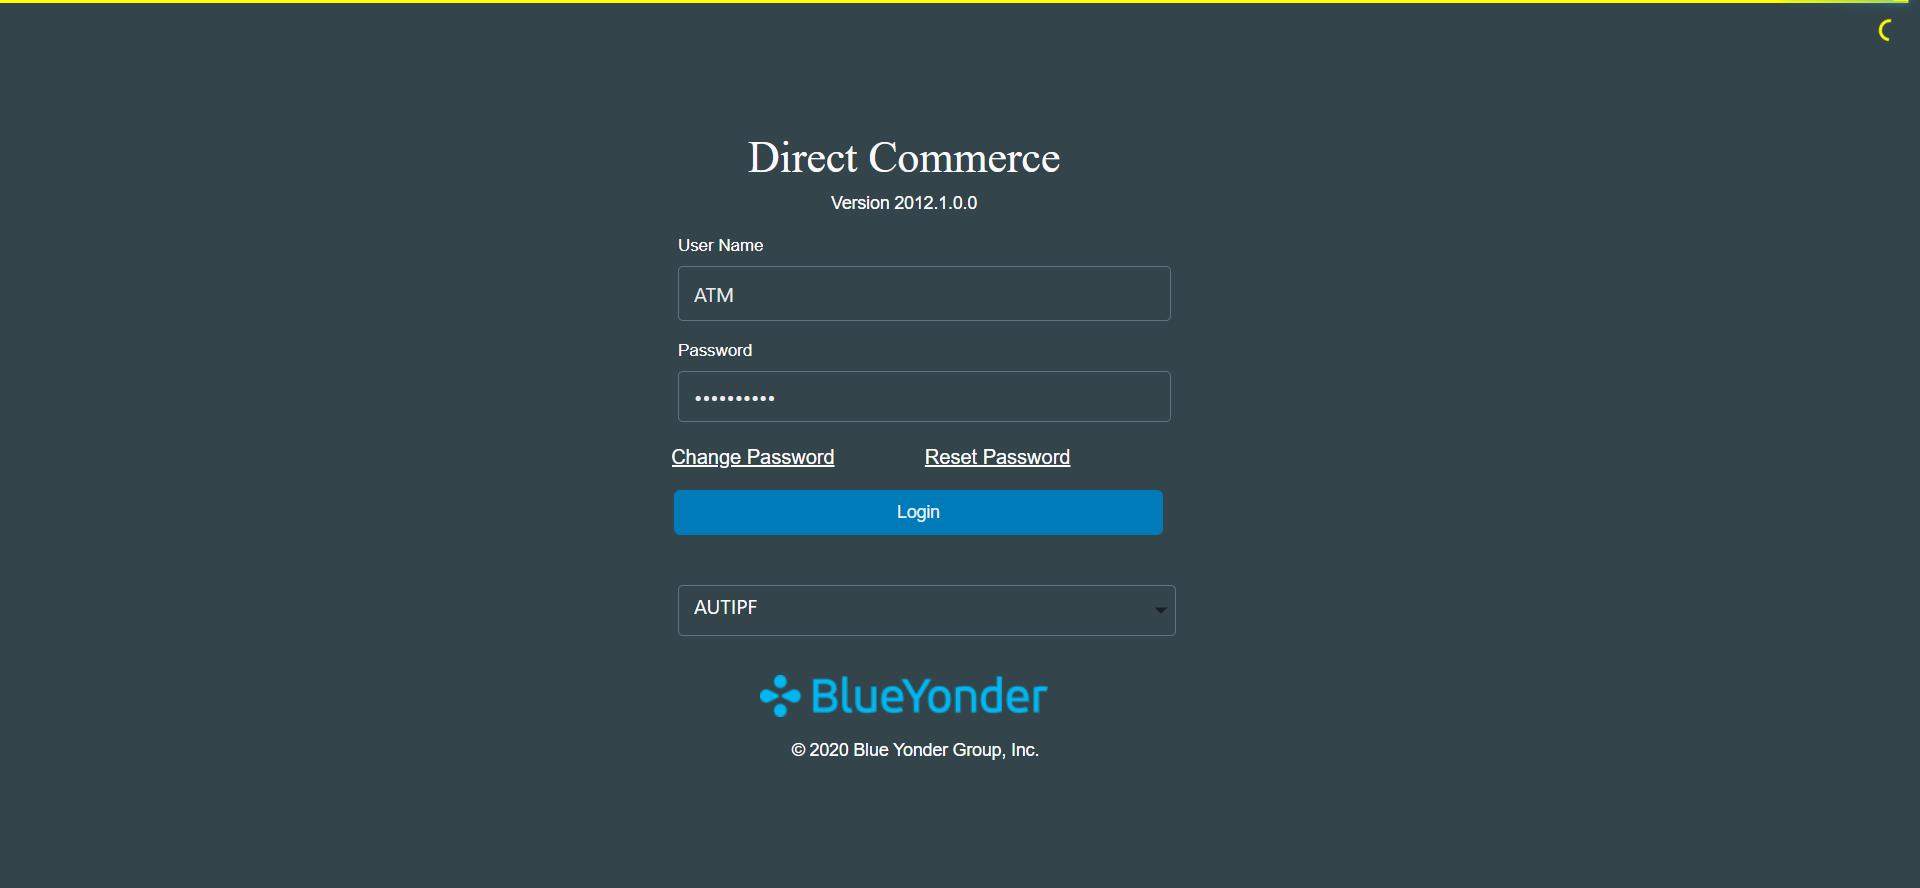 Direct Commerce
Version 2012.1.0.0
User Name
ATM
Password
••••••••••
Change Password Reset Password
Login
AUTIPF
BlueYonder
© 2020 Blue Yonder Group, Inc.